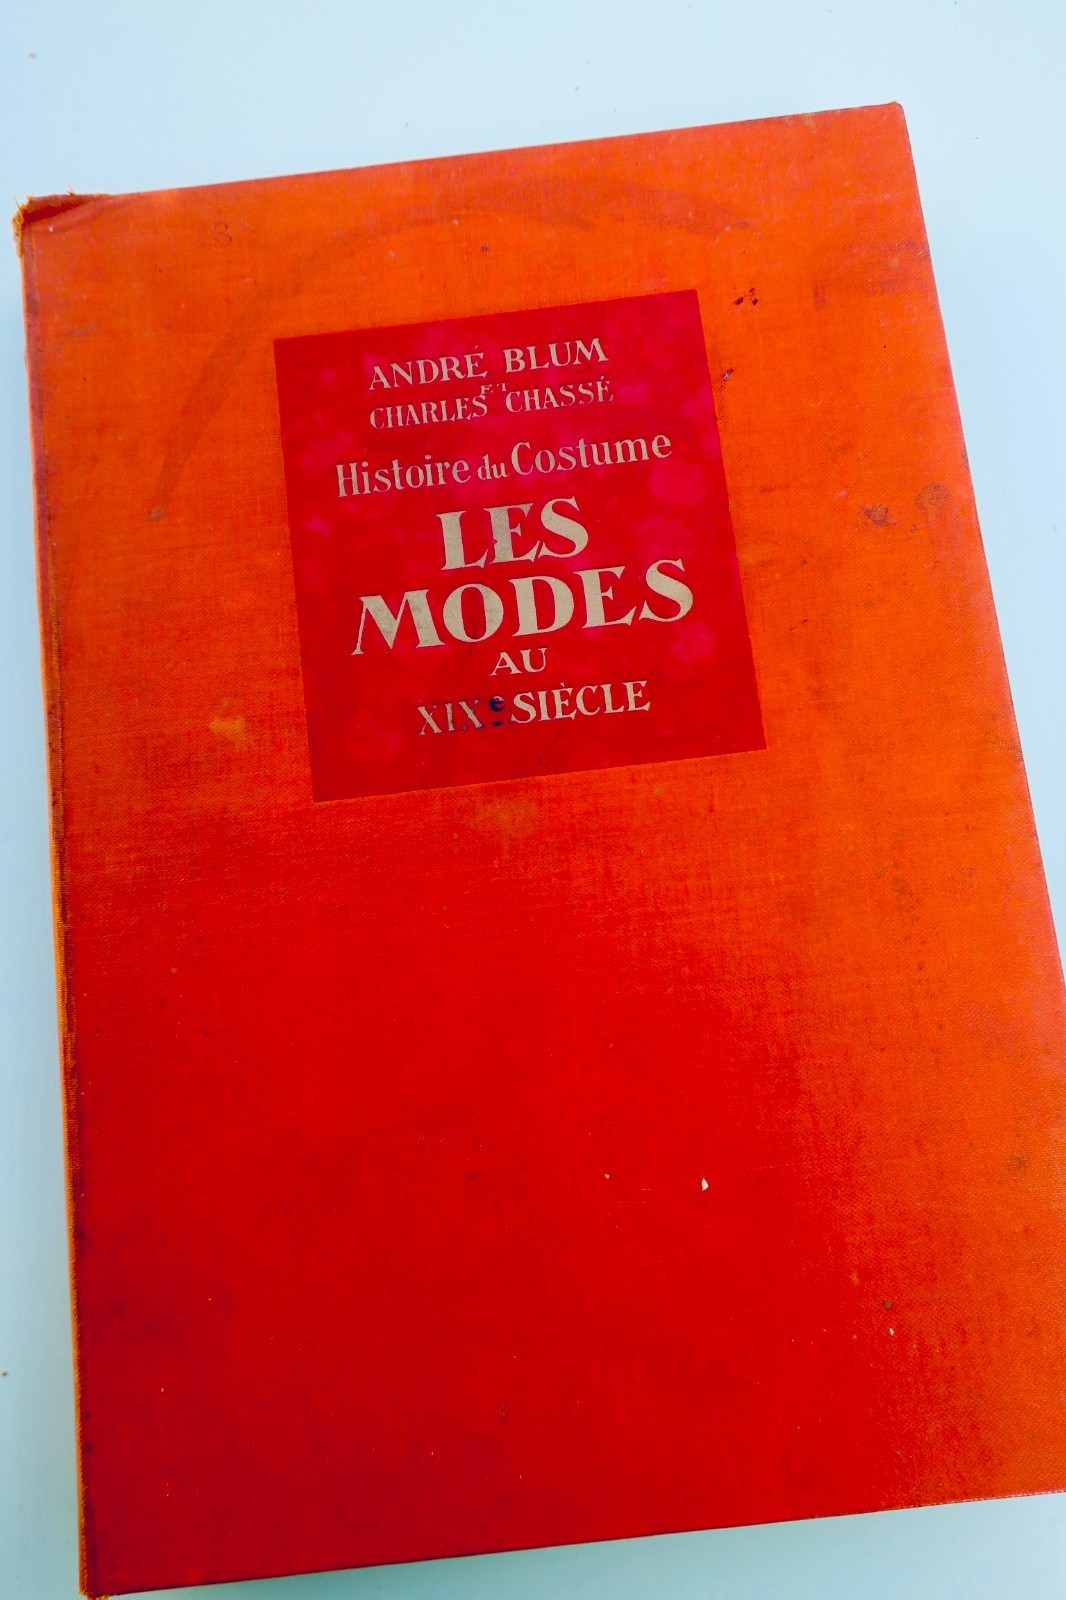 ANDRÉ BLUM
ET
CHARLES CHASSÉ
Histoire du Costume
LES
MODES
AU
XIXe SIÈCLE